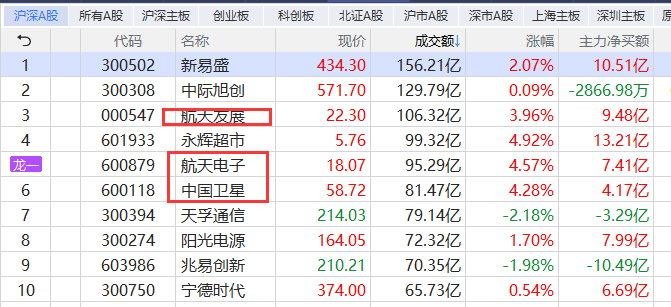 沪深A股 所有A股 沪深主板 创业板 科创板 北证A股 沪市A股 深市A股 上海主板 深圳主板
代码 名称 现价 成交额↓ 涨幅 主力净买额
1 300502 新易盛 434.30 156.21亿 2.07% 10.51亿
2 300308 中际旭创 571.70 129.79亿 0.09% -2866.98万
3 000547 航天发展 22.30 106.32亿 3.96% 9.48亿
4 601933 永辉超市 5.76 99.32亿 4.92% 13.21亿
龙一 600879 航天电子 18.07 95.29亿 4.57% 7.41亿
6 600118 中国卫星 58.72 81.47亿 4.28% 4.17亿
7 300394 天孚通信 214.03 79.14亿 -2.18% -3.29亿
8 300274 阳光电源 164.05 72.32亿 1.70% 7.99亿
9 603986 兆易创新 210.21 70.35亿 -1.98% -10.49亿
10 300750 宁德时代 374.00 65.73亿 0.54% 6.69亿